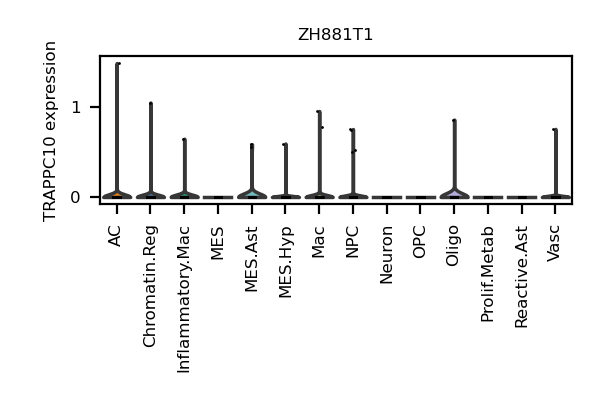 ZH881T1
TRAPPC10 expression
1
0
AC
Chromatin.Reg
Inflammatory.Mac
MES
MES.Ast
MES.Hyp
Mac
NPC
Neuron
OPC
Oligo
Prolif.Metab
Reactive.Ast
Vasc